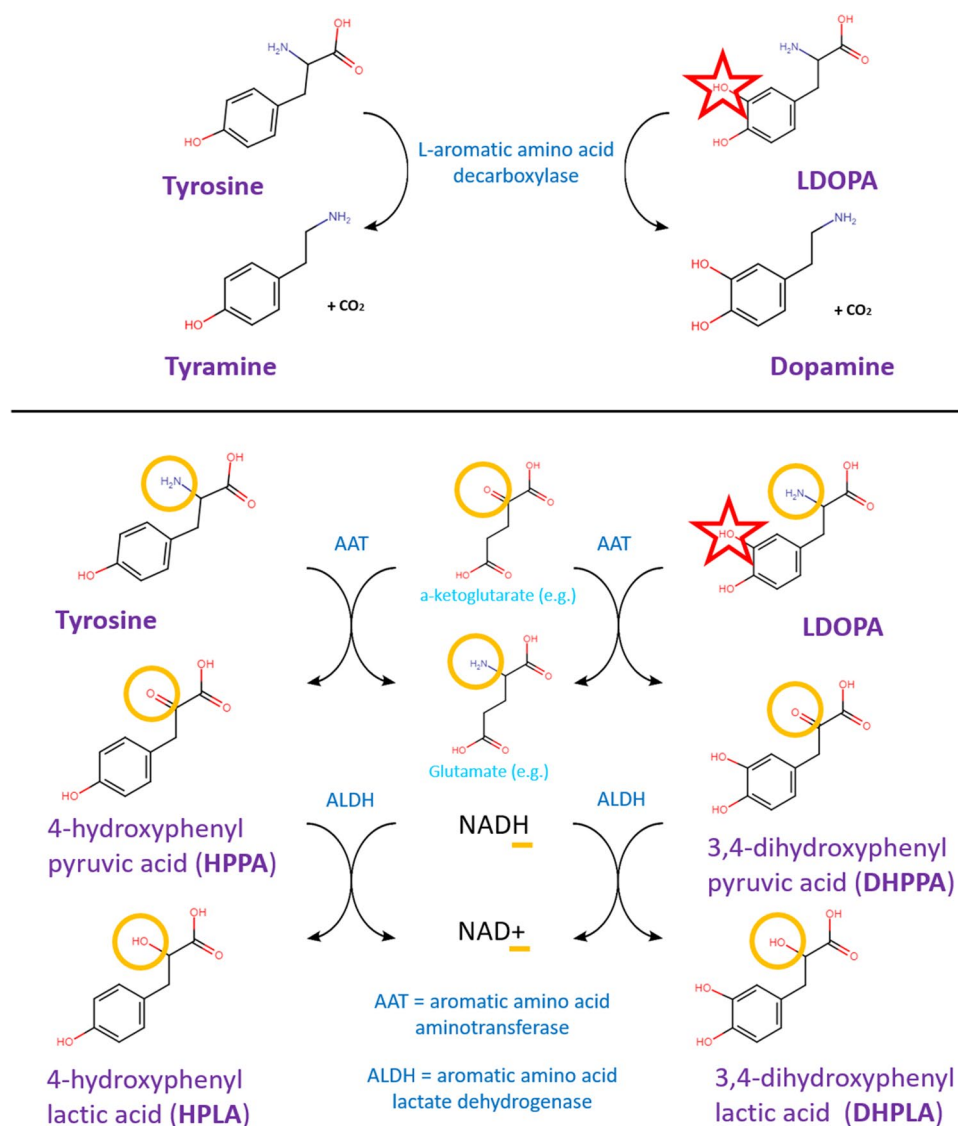 OH
H₂N
O
HO
Tyrosine
OH
H₂N
O
HO
HO
LDOPA
L-aromatic amino acid
decarboxylase
NH₂
HO
+ CO₂
Tyramine
NH₂
HO
HO
+ CO₂
Dopamine
OH
H₂N
O
HO
Tyrosine
AAT
OH
O
O
HO
O
a-ketoglutarate (e.g.)
AAT
OH
H₂N
O
HO
HO
LDOPA
OH
O
O
HO
4-hydroxyphenyl
pyruvic acid (HPPA)
OH
H₂N
O
HO
O
Glutamate (e.g.)
OH
O
O
HO
HO
3,4-dihydroxyphenyl
pyruvic acid (DHPPA)
ALDH
NADH
ALDH
NAD+
OH
HO
O
HO
4-hydroxyphenyl
lactic acid (HPLA)
AAT = aromatic amino acid
aminotransferase
ALDH = aromatic amino acid
lactate dehydrogenase
OH
HO
O
HO
HO
3,4-dihydroxyphenyl
lactic acid (DHPLA)